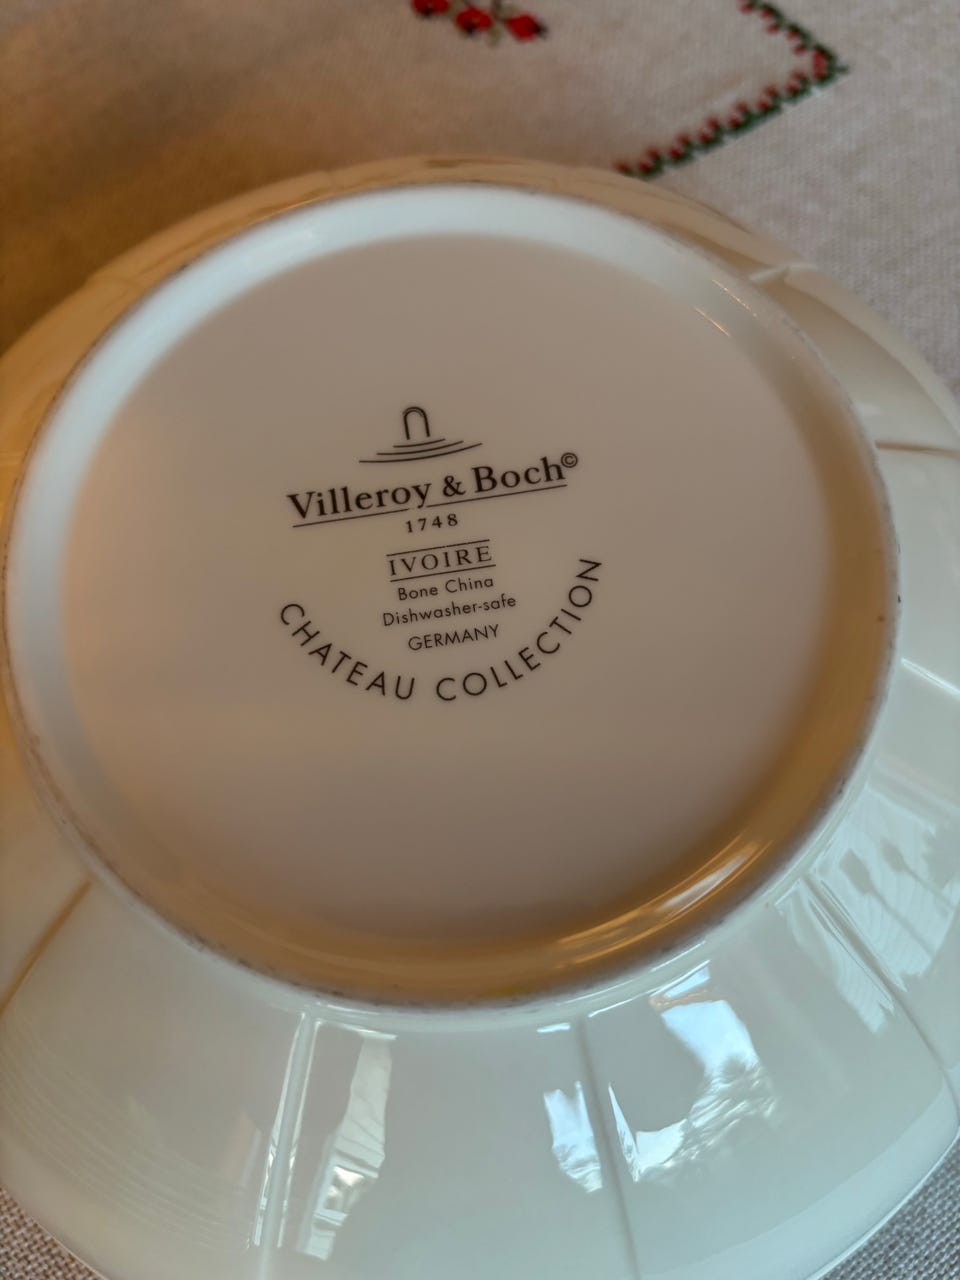 Villeroy & Boch©
1748
IVOIRE
Bone China
Dishwasher-safe
GERMANY
CHATEAU COLLECTION